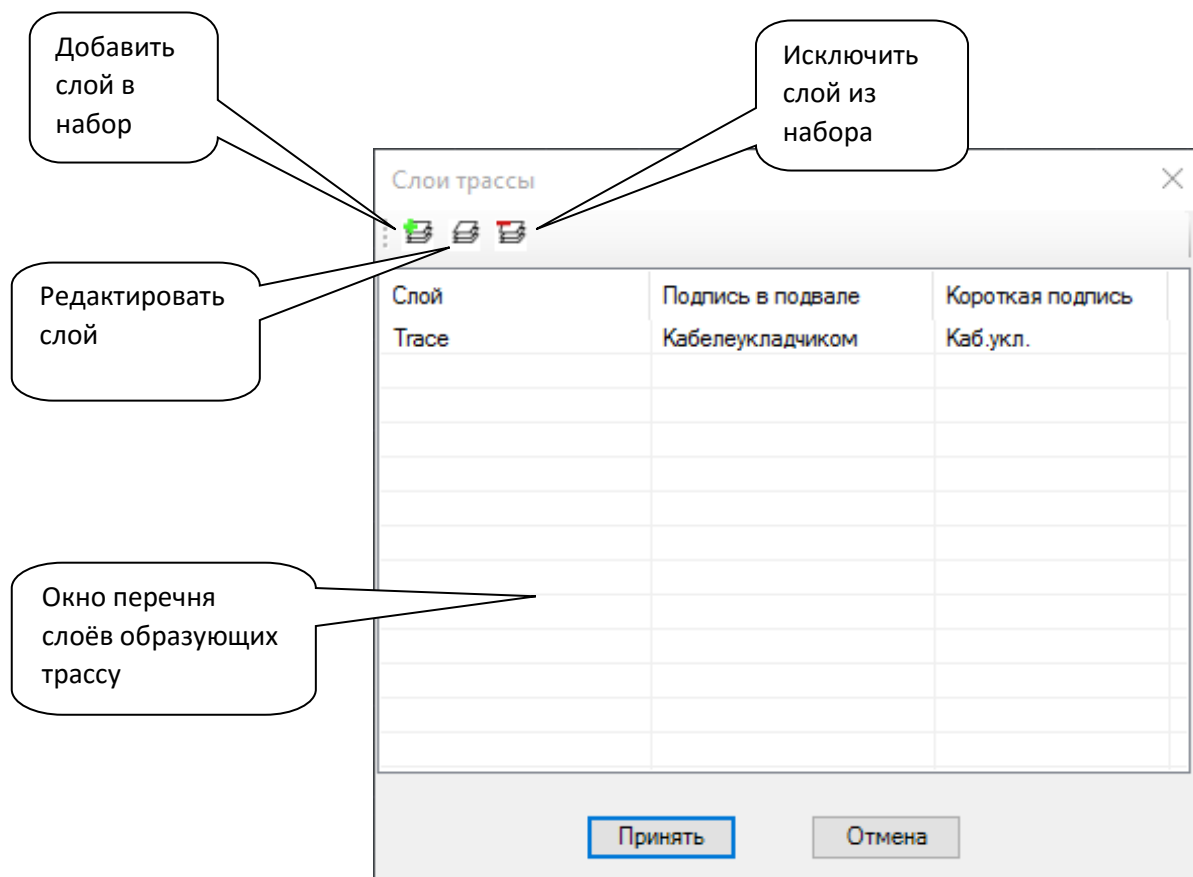 Добавить
слой в
набор
Исключить
слой из
набора
Слои трассы
Редактировать
слой
Слой Подпись в подвале Короткая подпись
Trace Кабелеукладчиком Каб.укл.
Окно перечня
слоёв образующих
трассу
Принять Отмена